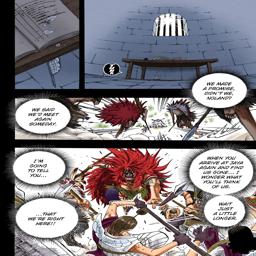 WE MADE
A PROMISE,
DIDN'T WE,
NOLAND?
WE SAID
WE'D MEET
AGAIN
SOMEDAY.
WHEN YOU
ARRIVE AT JAYA
AGAIN AND FIND
US GONE... I
WONDER WHAT
YOU'LL THINK
OF US.
I'M
GOING TO
TELL YOU...
WAIT
JUST A
LITTLE
LONGER.
...THAT
WE'RE RIGHT
HERE!!